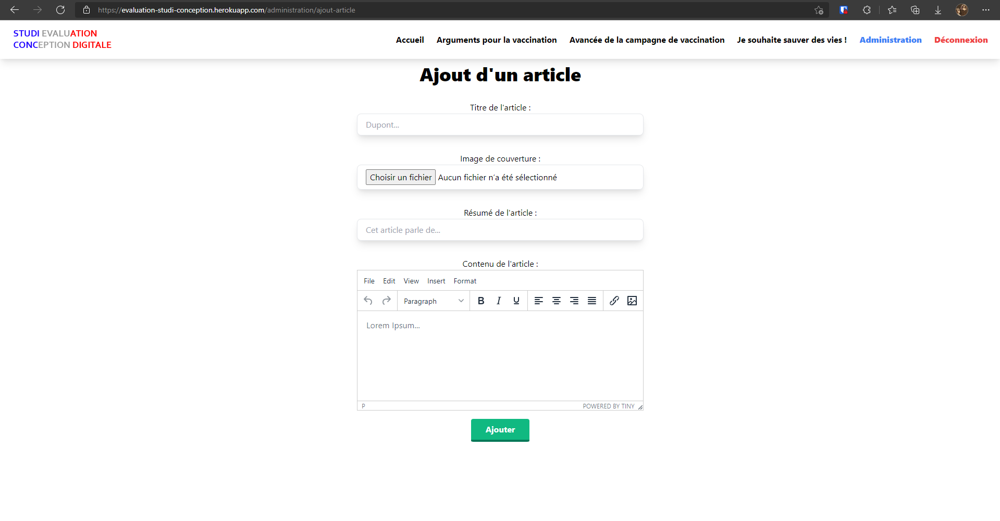 https://evaluation-studi-conception.herokuapp.com/administration/ajout-article
STUDI EVALUATION
CONCEPTION DIGITALE
Accueil Arguments pour la vaccination Avancée de la campagne de vaccination Je souhaite sauver des vies ! Administration Déconnexion
Ajout d'un article
Titre de l'article :
Dupont...
Image de couverture :
Choisir un fichier Aucun fichier n’a été sélectionné
Résumé de l'article :
Cet article parle de...
Contenu de l'article :
File Edit View Insert Format
Paragraph B I U
Lorem Ipsum...
P POWERED BY TINY
Ajouter